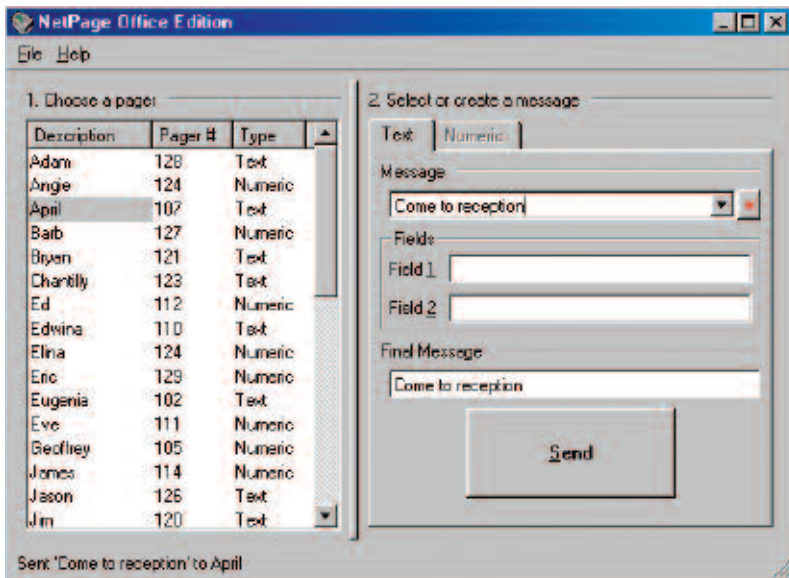 NetPage Office Edition
File Help
1. Choose a pager
Description Pager # Type
Adam 128 Text
Angie 124 Numeric
April 107 Text
Barb 127 Numeric
Bryan 121 Text
Chantilly 123 Text
Ed 112 Numeric
Edwina 110 Text
Elina 124 Numeric
Eric 129 Numeric
Eugenia 102 Text
Eve 111 Numeric
Geoffrey 105 Numeric
James 114 Numeric
Jason 126 Text
Jim 120 Text
2. Select or create a message
Text Numeric
Message
Come to reception
Fields
Field 1
Field 2
Final Message
Come to reception
Send
Sent 'Come to reception' to April